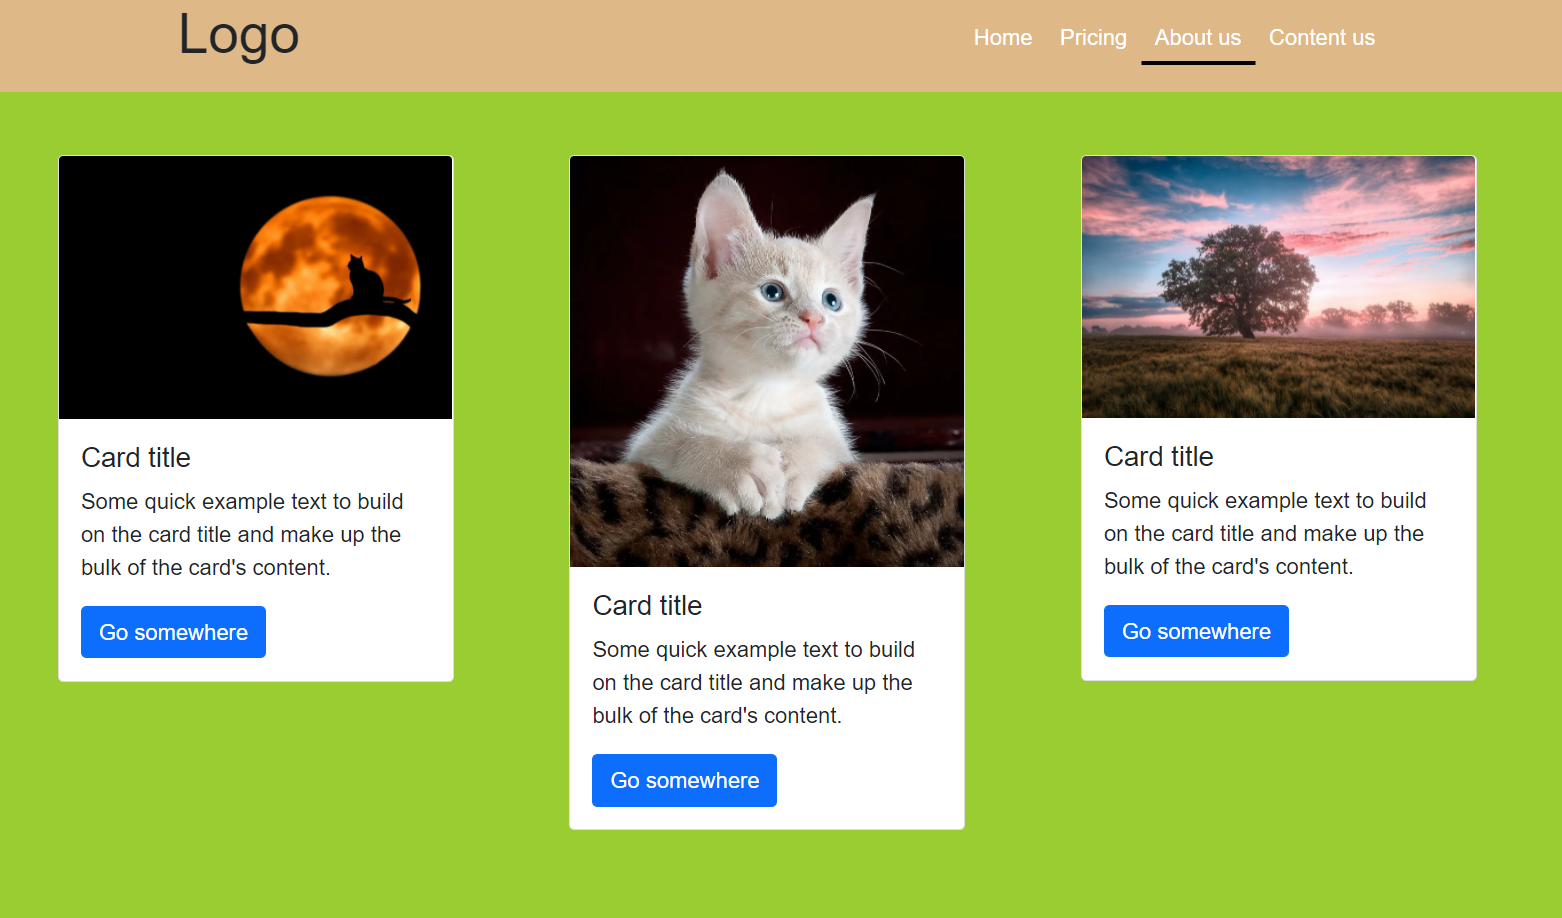 Logo
Home Pricing About us Content us
Card title
Some quick example text to build
on the card title and make up the
bulk of the card's content.
Go somewhere
Card title
Some quick example text to build
on the card title and make up the
bulk of the card's content.
Go somewhere
Card title
Some quick example text to build
on the card title and make up the
bulk of the card's content.
Go somewhere